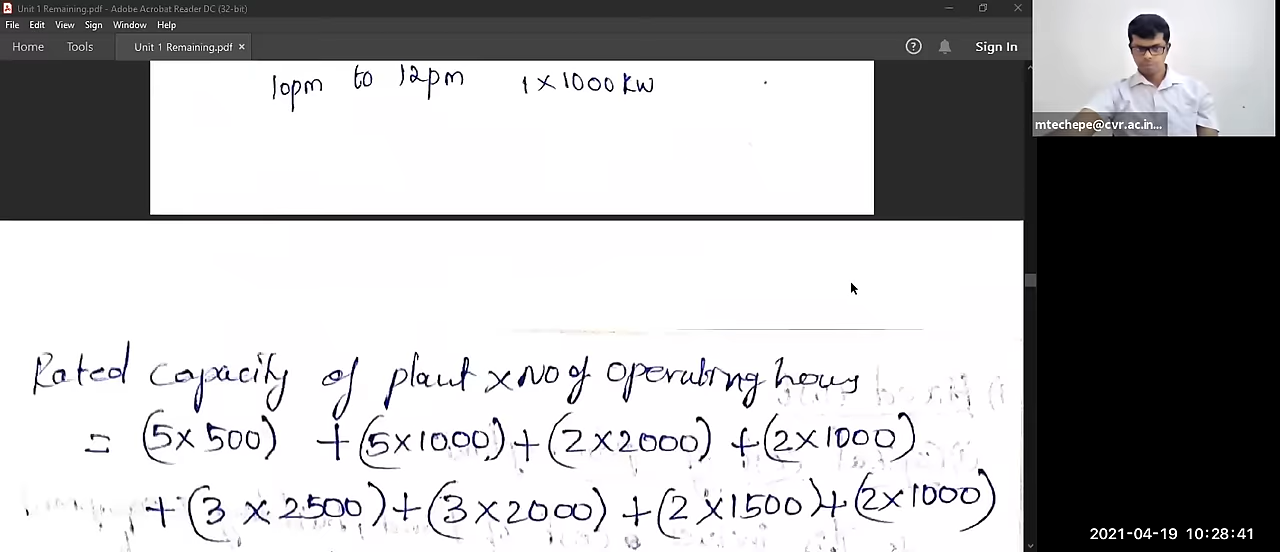 Unit 1 Remaining.pdf - Adobe Acrobat Reader DC (32-bit)
File Edit View Sign Window Help
Home Tools Unit 1 Remaining.pdf × Sign In
10pm to 12pm 1 × 1000 KW
mtechepe@cvr.ac.in...
Rated capacity of plant × No of operating hours
= (5 × 500) + (5 × 1000) + (2 × 2000) + (2 × 1000)
+ (3 × 2500) + (3 × 2000) + (2 × 1500) + (2 × 1000)
2021-04-19 10:28:41